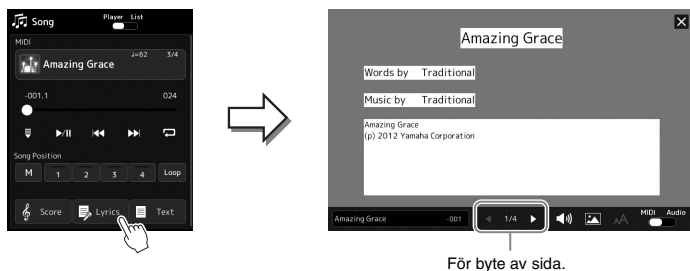 Song
Player List
MIDI
Amazing Grace
♩=62 3/4
-001.1 024
Song Position
M 1 2 3 4 Loop
Score Lyrics Text
Amazing Grace
Words by Traditional
Music by Traditional
Amazing Grace
(p) 2012 Yamaha Corporation
Amazing Grace -001
1/4
AA
MIDI Audio
För byte av sida.